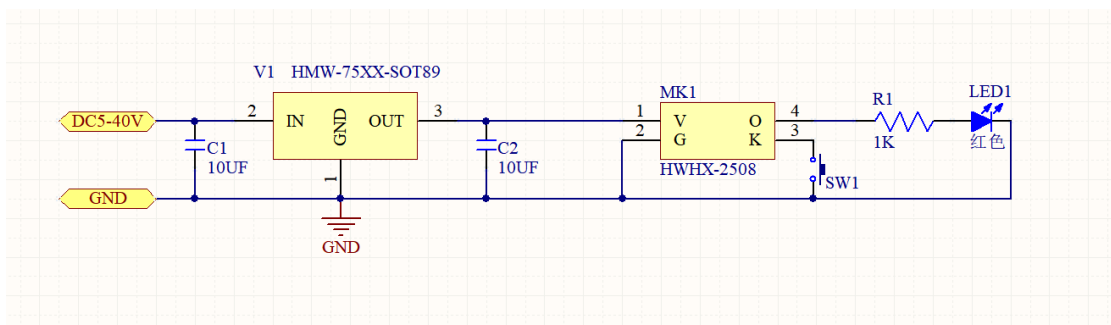 V1 HMW-75XX-SOT89
DC5-40V
2
IN
GND
OUT
3
1
C1
10UF
C2
10UF
GND
GND
MK1
1
V
O
4
2
G
K
3
HWHX-2508
R1
1K
LED1
红色
SW1